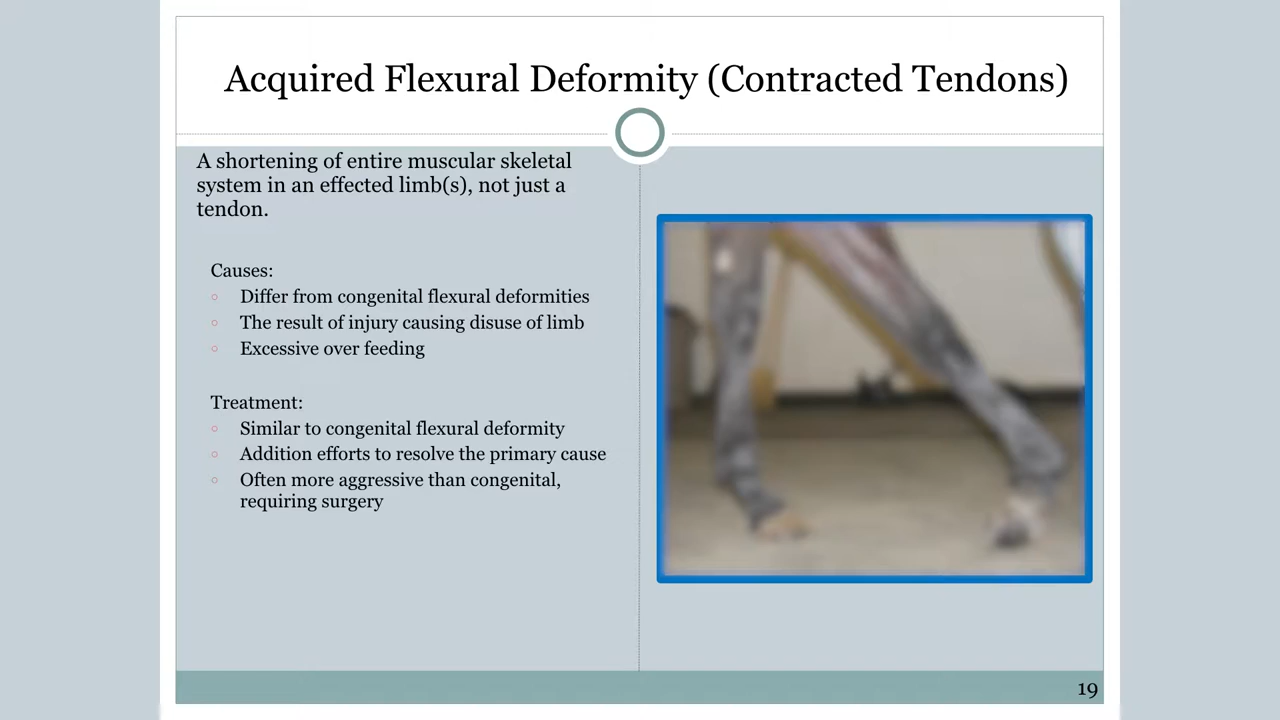 Acquired Flexural Deformity (Contracted Tendons)
A shortening of entire muscular skeletal
system in an effected limb(s), not just a
tendon.
Causes:
Differ from congenital flexural deformities
The result of injury causing disuse of limb
Excessive over feeding
Treatment:
Similar to congenital flexural deformity
Addition efforts to resolve the primary cause
Often more aggressive than congenital,
requiring surgery
19